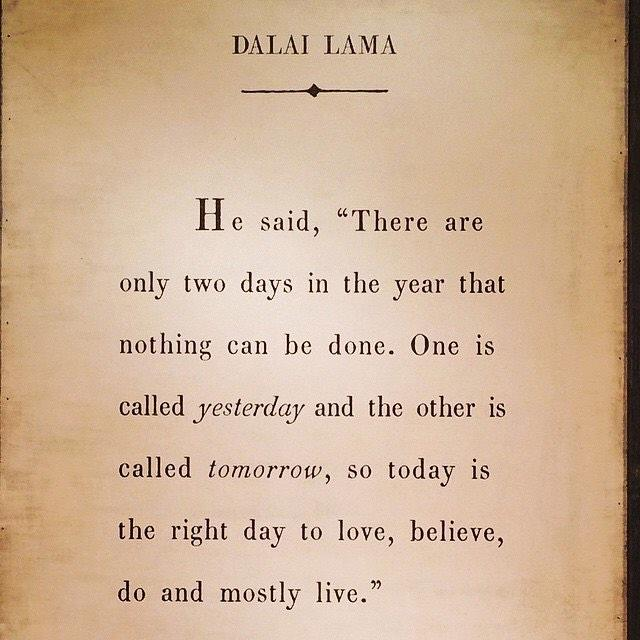 DALAI LAMA
He said, “There are
only two days in the year that
nothing can be done. One is
called yesterday and the other is
called tomorrow, so today is
the right day to love, believe,
do and mostly live.”